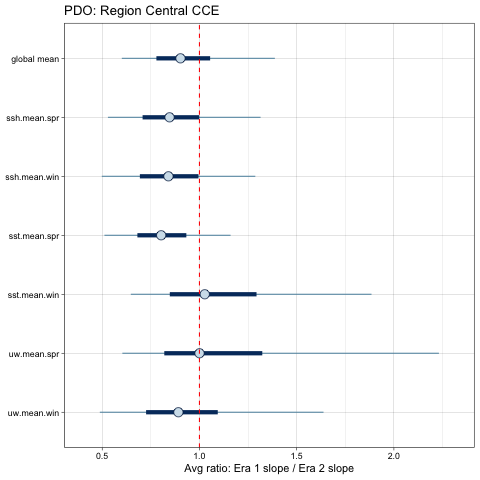 PDO: Region Central CCE
global mean
ssh.mean.spr
ssh.mean.win
sst.mean.spr
sst.mean.win
uw.mean.spr
uw.mean.win
0.5 1.0 1.5 2.0
Avg ratio: Era 1 slope / Era 2 slope